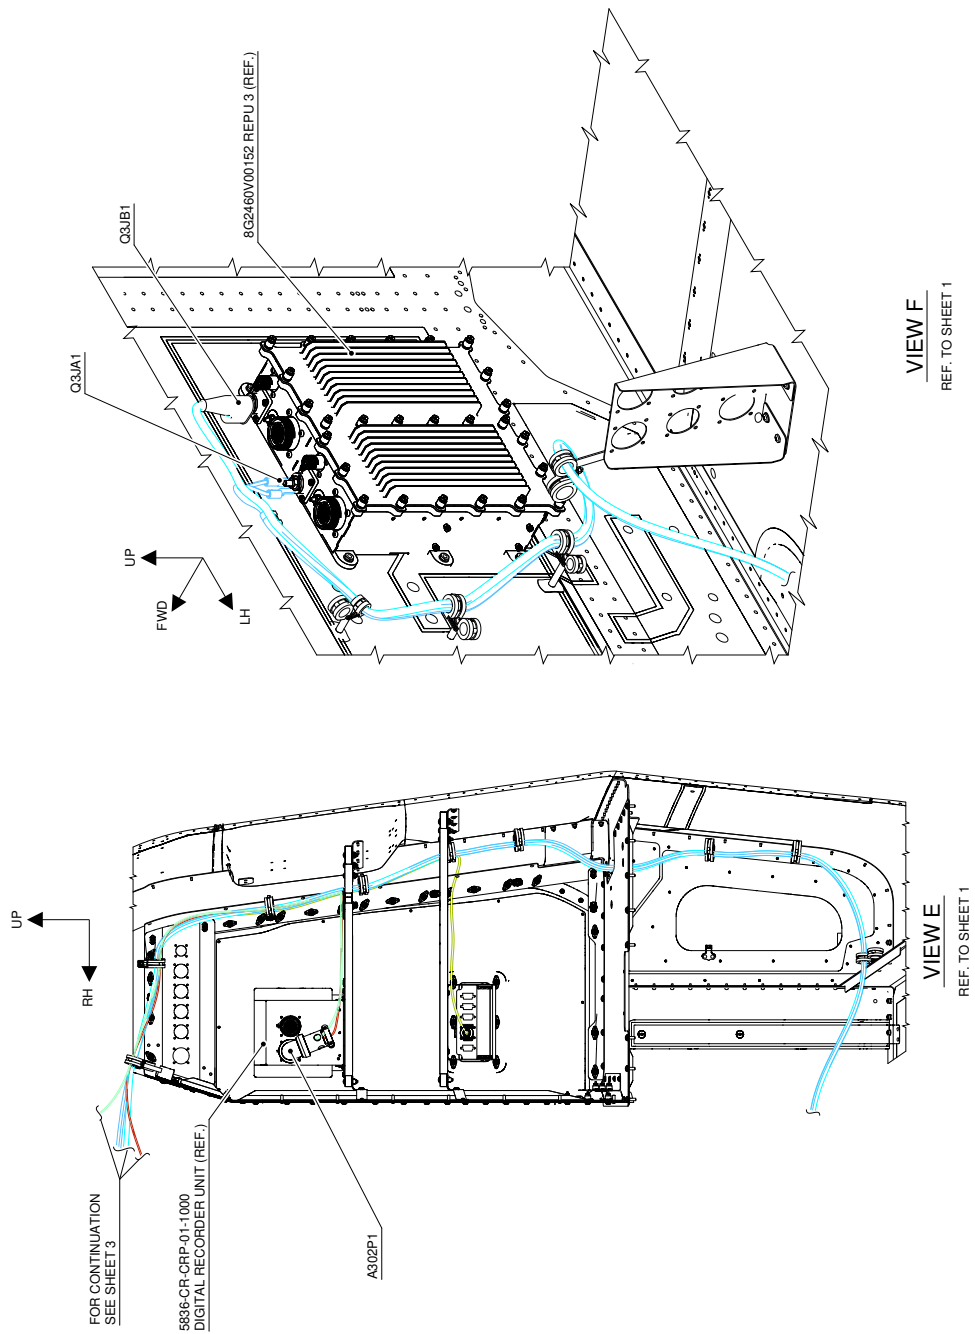 8G2460V00152 REPU 3 (REF.)
Q3JB1
Q3JA1
UP
FWD
LH
VIEW F
REF. TO SHEET 1
UP
RH
FOR CONTINUATION
SEE SHEET 3
5836-CR-CRP-01-1000
DIGITAL RECORDER UNIT (REF.)
A302P1
VIEW E
REF. TO SHEET 1